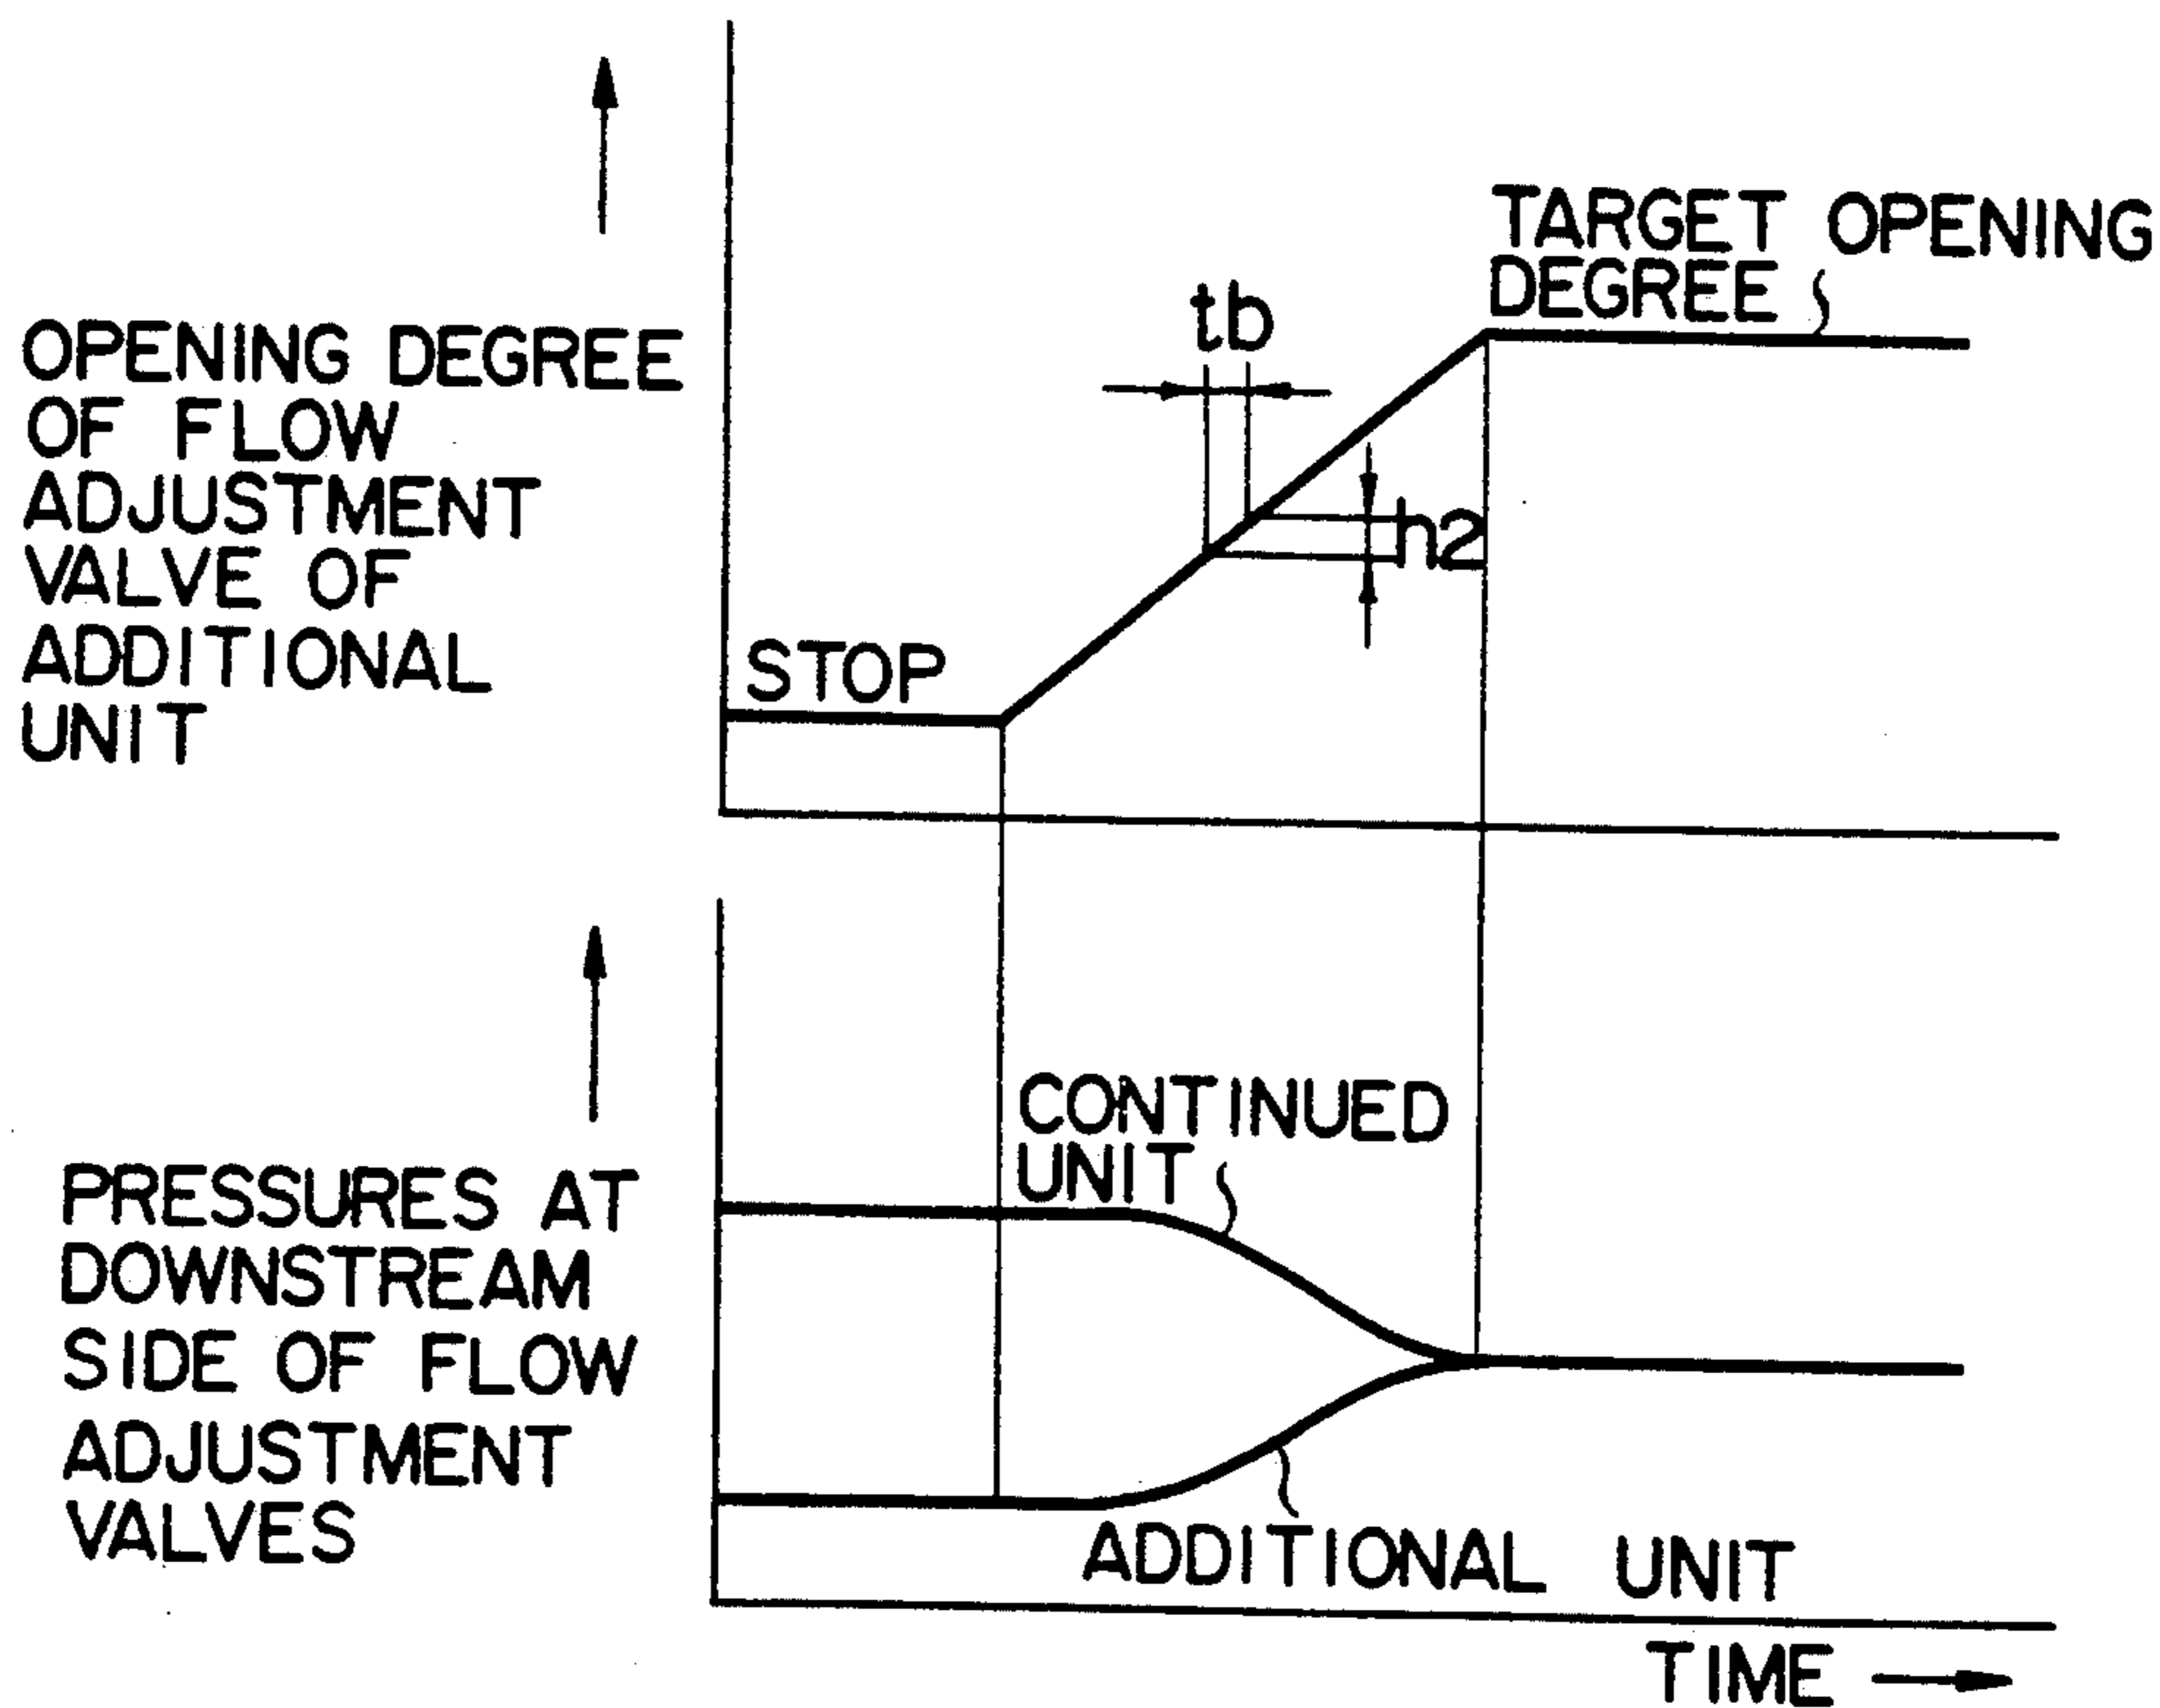 TARGET OPENING
DEGREE
tb
OPENING DEGREE
OF FLOW
ADJUSTMENT
VALVE OF
ADDITIONAL
UNIT
h2
STOP
CONTINUED
UNIT
PRESSURES AT
DOWNSTREAM
SIDE OF FLOW
ADJUSTMENT
VALVES
ADDITIONAL UNIT
TIME